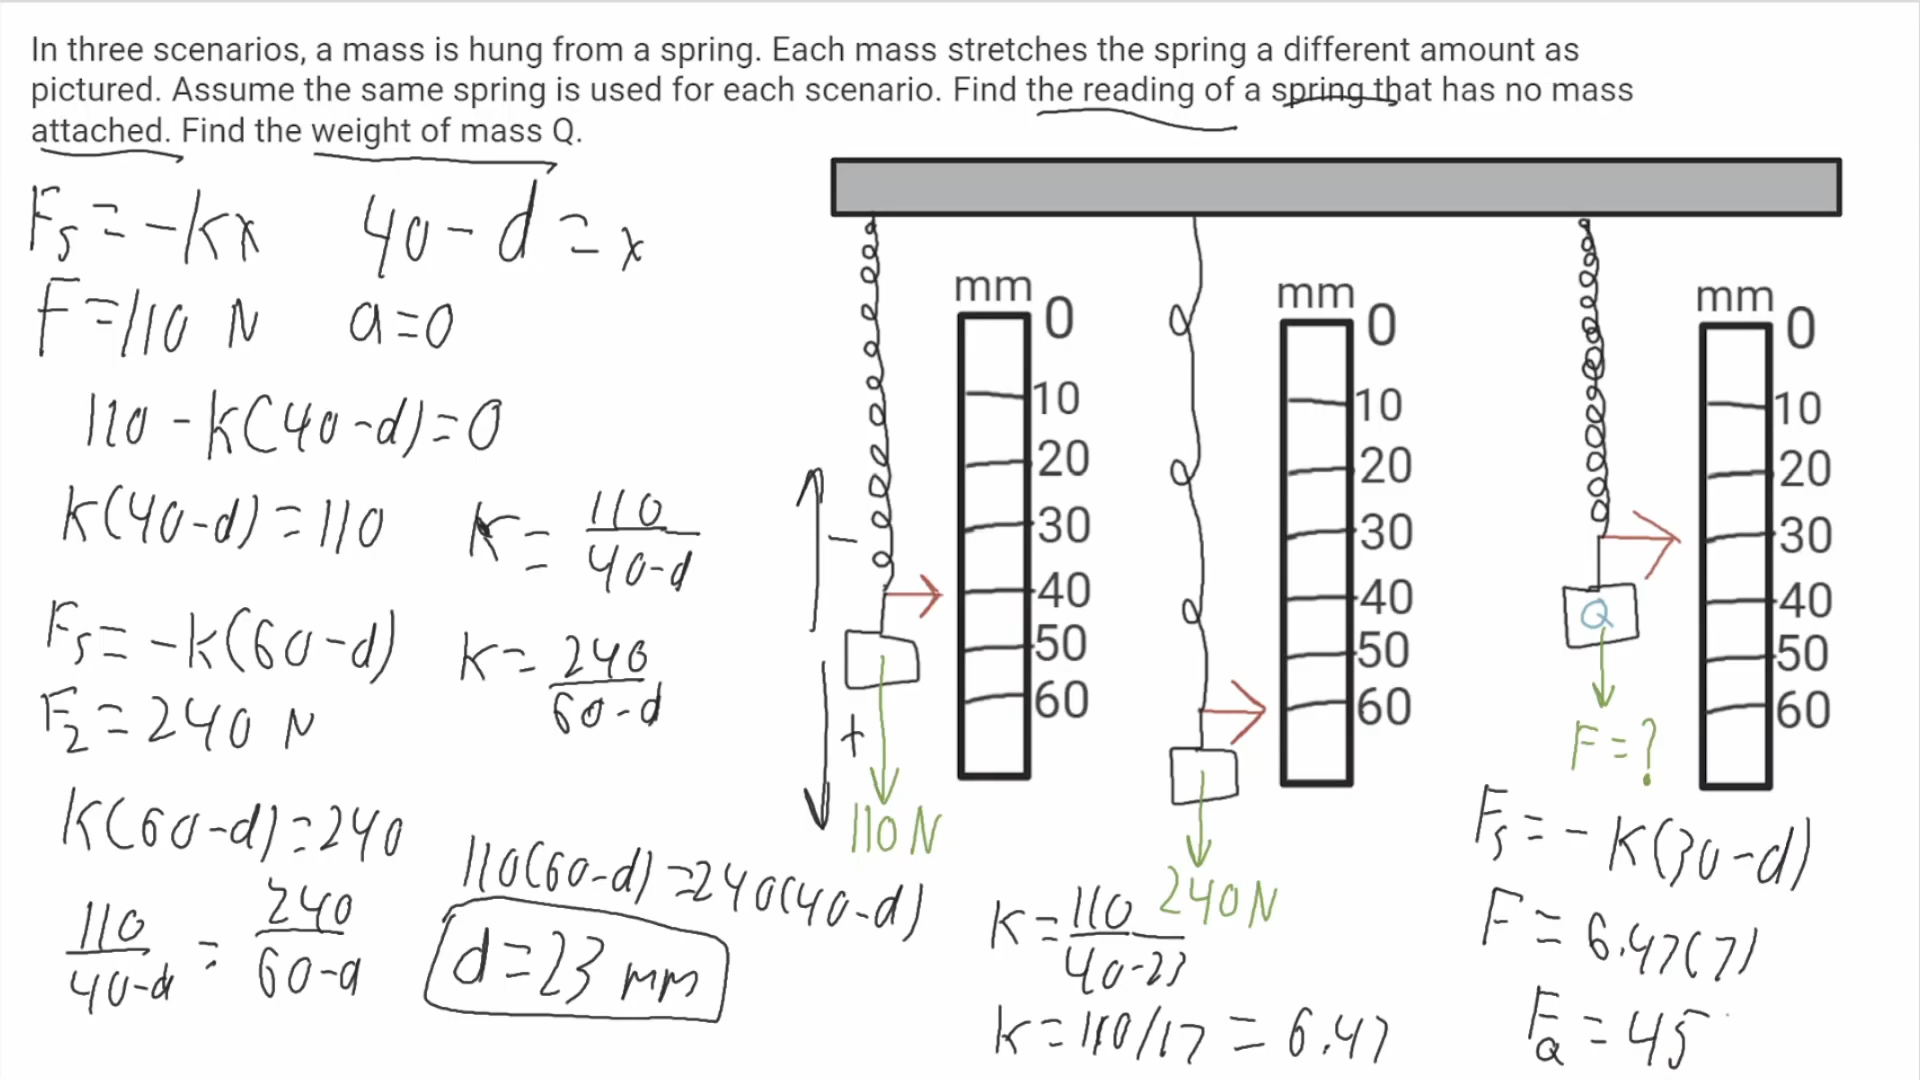 In three scenarios, a mass is hung from a spring. Each mass stretches the spring a different amount as
pictured. Assume the same spring is used for each scenario. Find the reading of a spring that has no mass
attached. Find the weight of mass Q.
Fs = -kx
40 - d = x
F = 110 N
a = 0
110 - k(40-d) = 0
k(40-d) = 110
k = 110/40-d
Fs = -k(60-d)
k = 240/60-d
F2 = 240 N
k(60-d) = 240
110/40-d = 240/60-d
110(60-d) = 240(40-d)
d = 23 mm
-
+
mm
0
10
20
30
40
50
60
110 N
mm
0
10
20
30
40
50
60
240 N
k = 110/40-23
k = 110/17 = 6.47
mm
0
10
20
30
40
50
60
Q
F = ?
Fs = - k(30-d)
F = 6.47(7)
FQ = 45